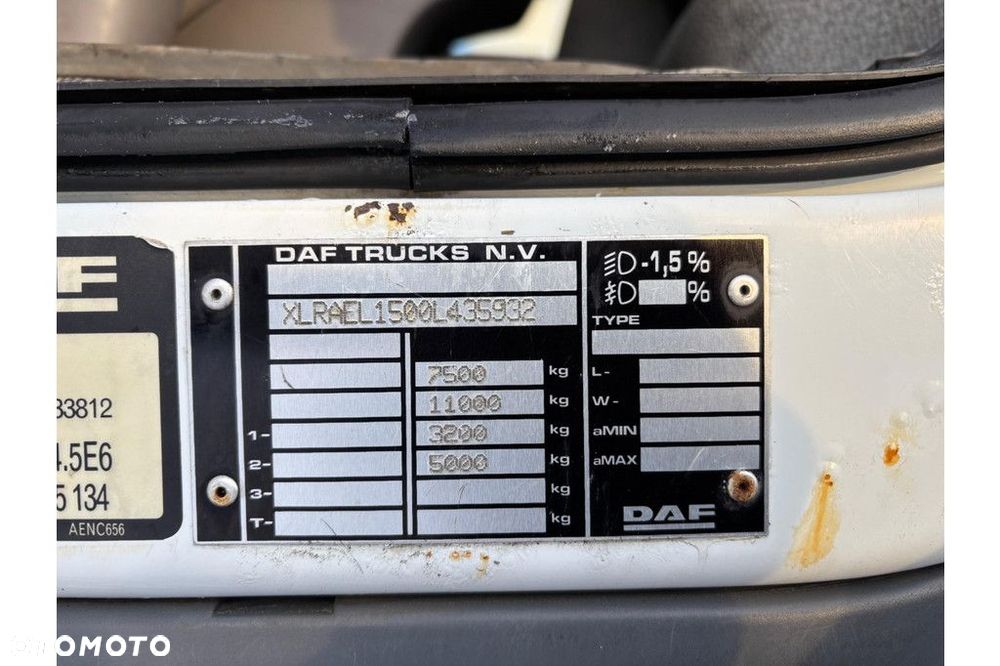 DAF TRUCKS N.V.
XLRAEL1500L435932
7500 kg
11000 kg
1- 3200 kg
2- 5000 kg
3- kg
T- kg
-1,5 %
%
TYPE
L-
W-
aMIN
aMAX
DAF
AF
33812
4.5E6
5 134
AENC656
OTOMOTO